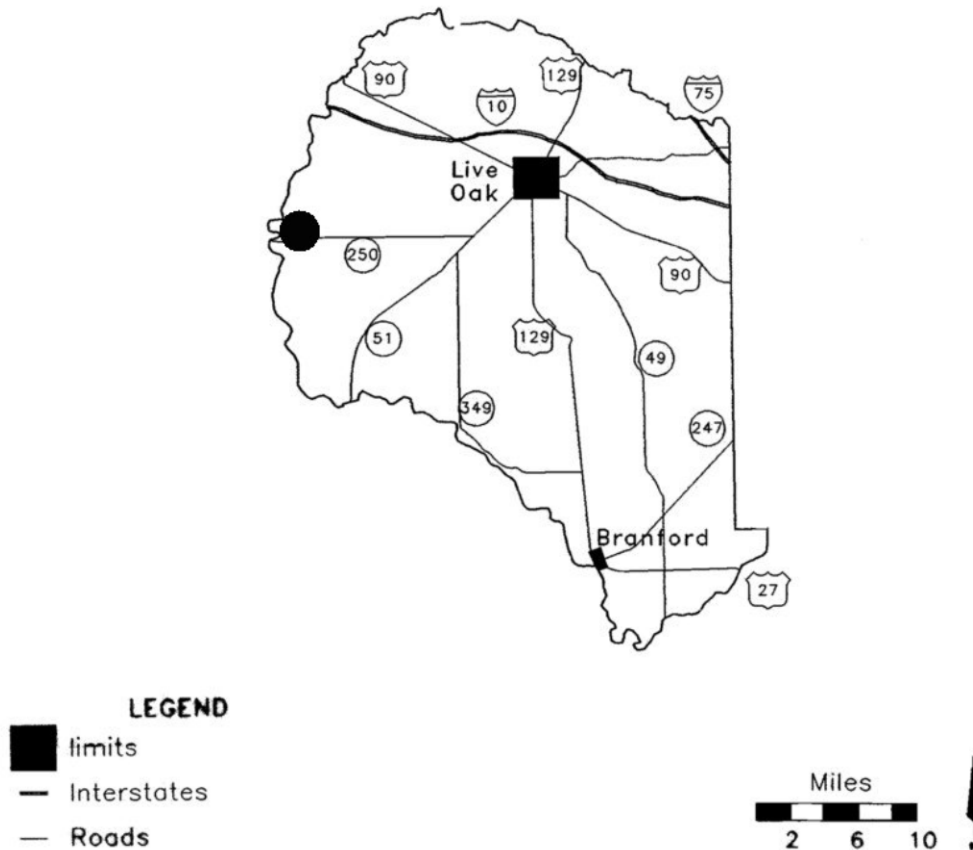 90
129
10
75
Live
Oak
250
90
51
129
49
349
247
Branford
27
LEGEND
limits
Interstates
Roads
Miles
2 6 10